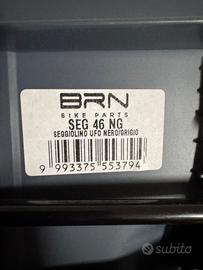 BRN
BIKE PARTS
SEG 46 NG
SEGGIOLINO UFO NERO/GRIGIO
9 993375 553794
subito